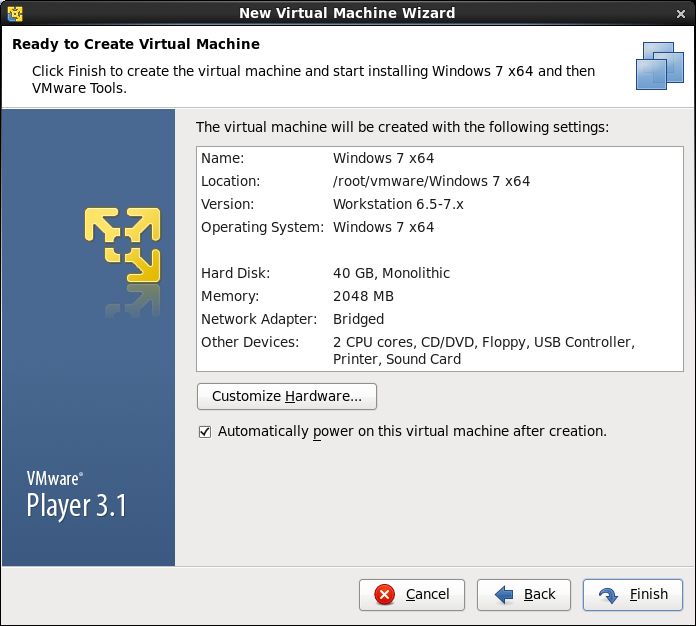 New Virtual Machine Wizard
Ready to Create Virtual Machine
Click Finish to create the virtual machine and start installing Windows 7 x64 and then
VMware Tools.
The virtual machine will be created with the following settings:
Name: Windows 7 x64
Location: /root/vmware/Windows 7 x64
Version: Workstation 6.5-7.x
Operating System: Windows 7 x64
Hard Disk: 40 GB, Monolithic
Memory: 2048 MB
Network Adapter: Bridged
Other Devices: 2 CPU cores, CD/DVD, Floppy, USB Controller,
Printer, Sound Card
Customize Hardware...
Automatically power on this virtual machine after creation.
VMware®
Player 3.1
Cancel Back Finish